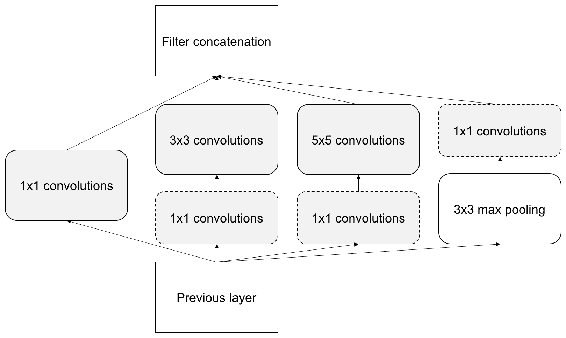 Filter concatenation
3x3 convolutions
5x5 convolutions
1x1 convolutions
1x1 convolutions
1x1 convolutions
1x1 convolutions
3x3 max pooling
Previous layer